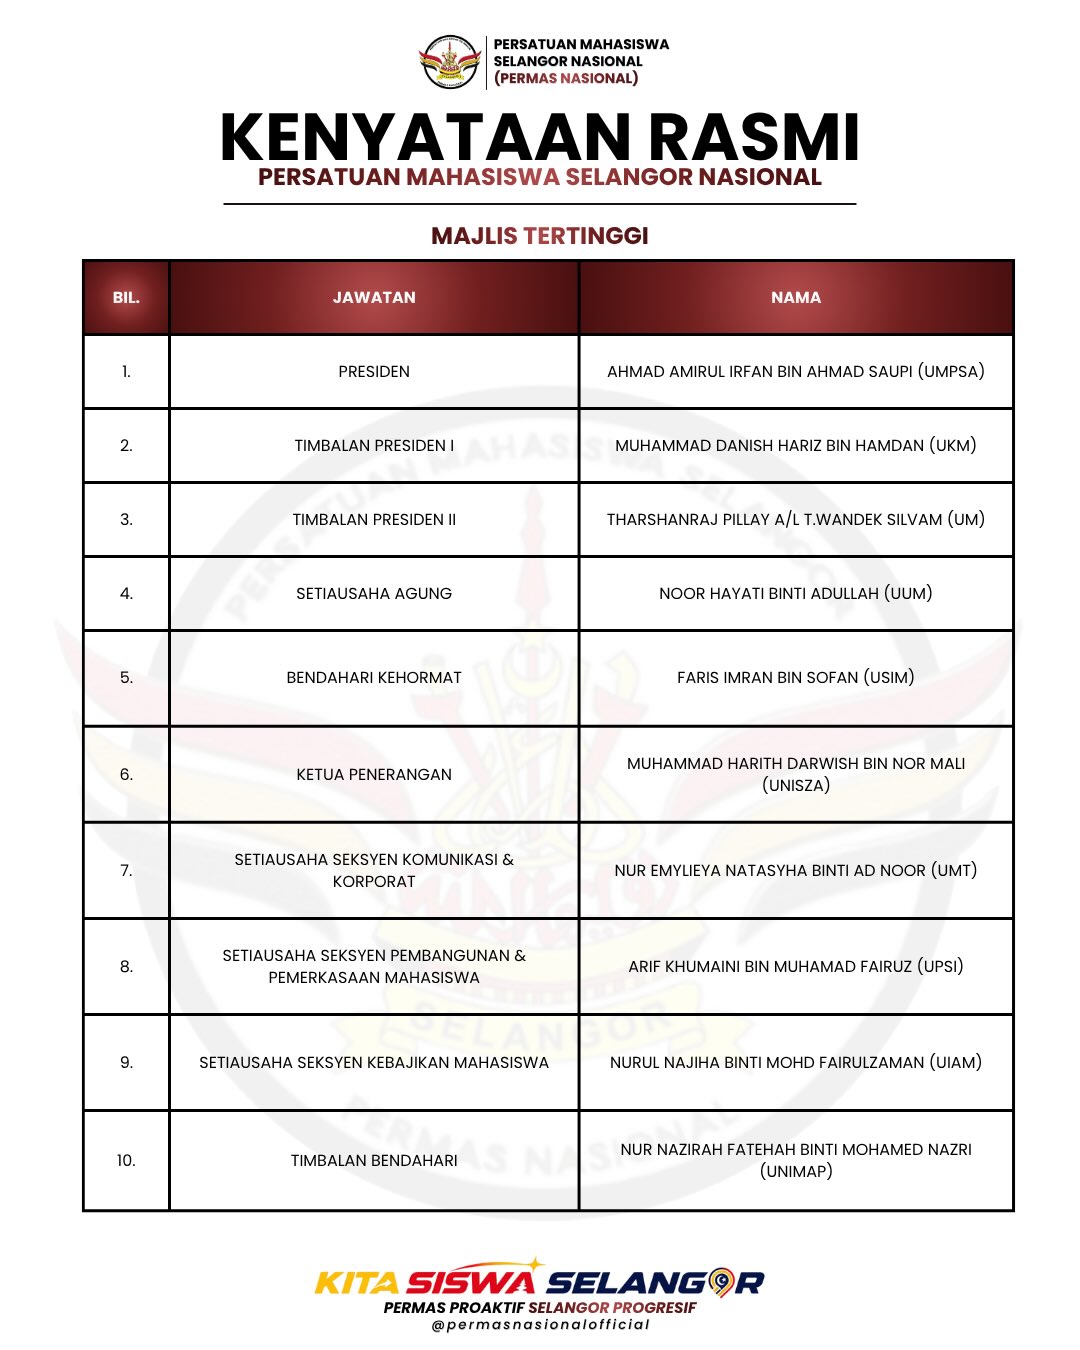 PERSATUAN MAHASISWA
SELANGOR NASIONAL
(PERMAS NASIONAL)
KENYATAAN RASMI
PERSATUAN MAHASISWA SELANGOR NASIONAL
MAJLIS TERTINGGI
BIL. JAWATAN NAMA
1. PRESIDEN AHMAD AMIRUL IRFAN BIN AHMAD SAUPI (UMPSA)
2. TIMBALAN PRESIDEN I MUHAMMAD DANISH HARIZ BIN HAMDAN (UKM)
3. TIMBALAN PRESIDEN II THARSHANRAJ PILLAY A/L T.WANDEK SILVAM (UM)
4. SETIAUSAHA AGUNG NOOR HAYATI BINTI ADULLAH (UUM)
5. BENDAHARI KEHORMAT FARIS IMRAN BIN SOFAN (USIM)
6. KETUA PENERANGAN MUHAMMAD HARITH DARWISH BIN NOR MALI
(UNISZA)
7. SETIAUSAHA SEKSYEN KOMUNIKASI &
KORPORAT NUR EMYLIEYA NATASYHA BINTI AD NOOR (UMT)
8. SETIAUSAHA SEKSYEN PEMBANGUNAN &
PEMERKASAAN MAHASISWA ARIF KHUMAINI BIN MUHAMAD FAIRUZ (UPSI)
9. SETIAUSAHA SEKSYEN KEBAJIKAN MAHASISWA NURUL NAJIHA BINTI MOHD FAIRULZAMAN (UIAM)
10. TIMBALAN BENDAHARI NUR NAZIRAH FATEHAH BINTI MOHAMED NAZRI
(UNIMAP)
PERSATUAN MAHASISWA SELANGOR
SELANGOR
PERMAS NASIONAL
KITA SISWA SELANGOR
PERMAS PROAKTIF SELANGOR PROGRESIF
@permasnasionalofficial